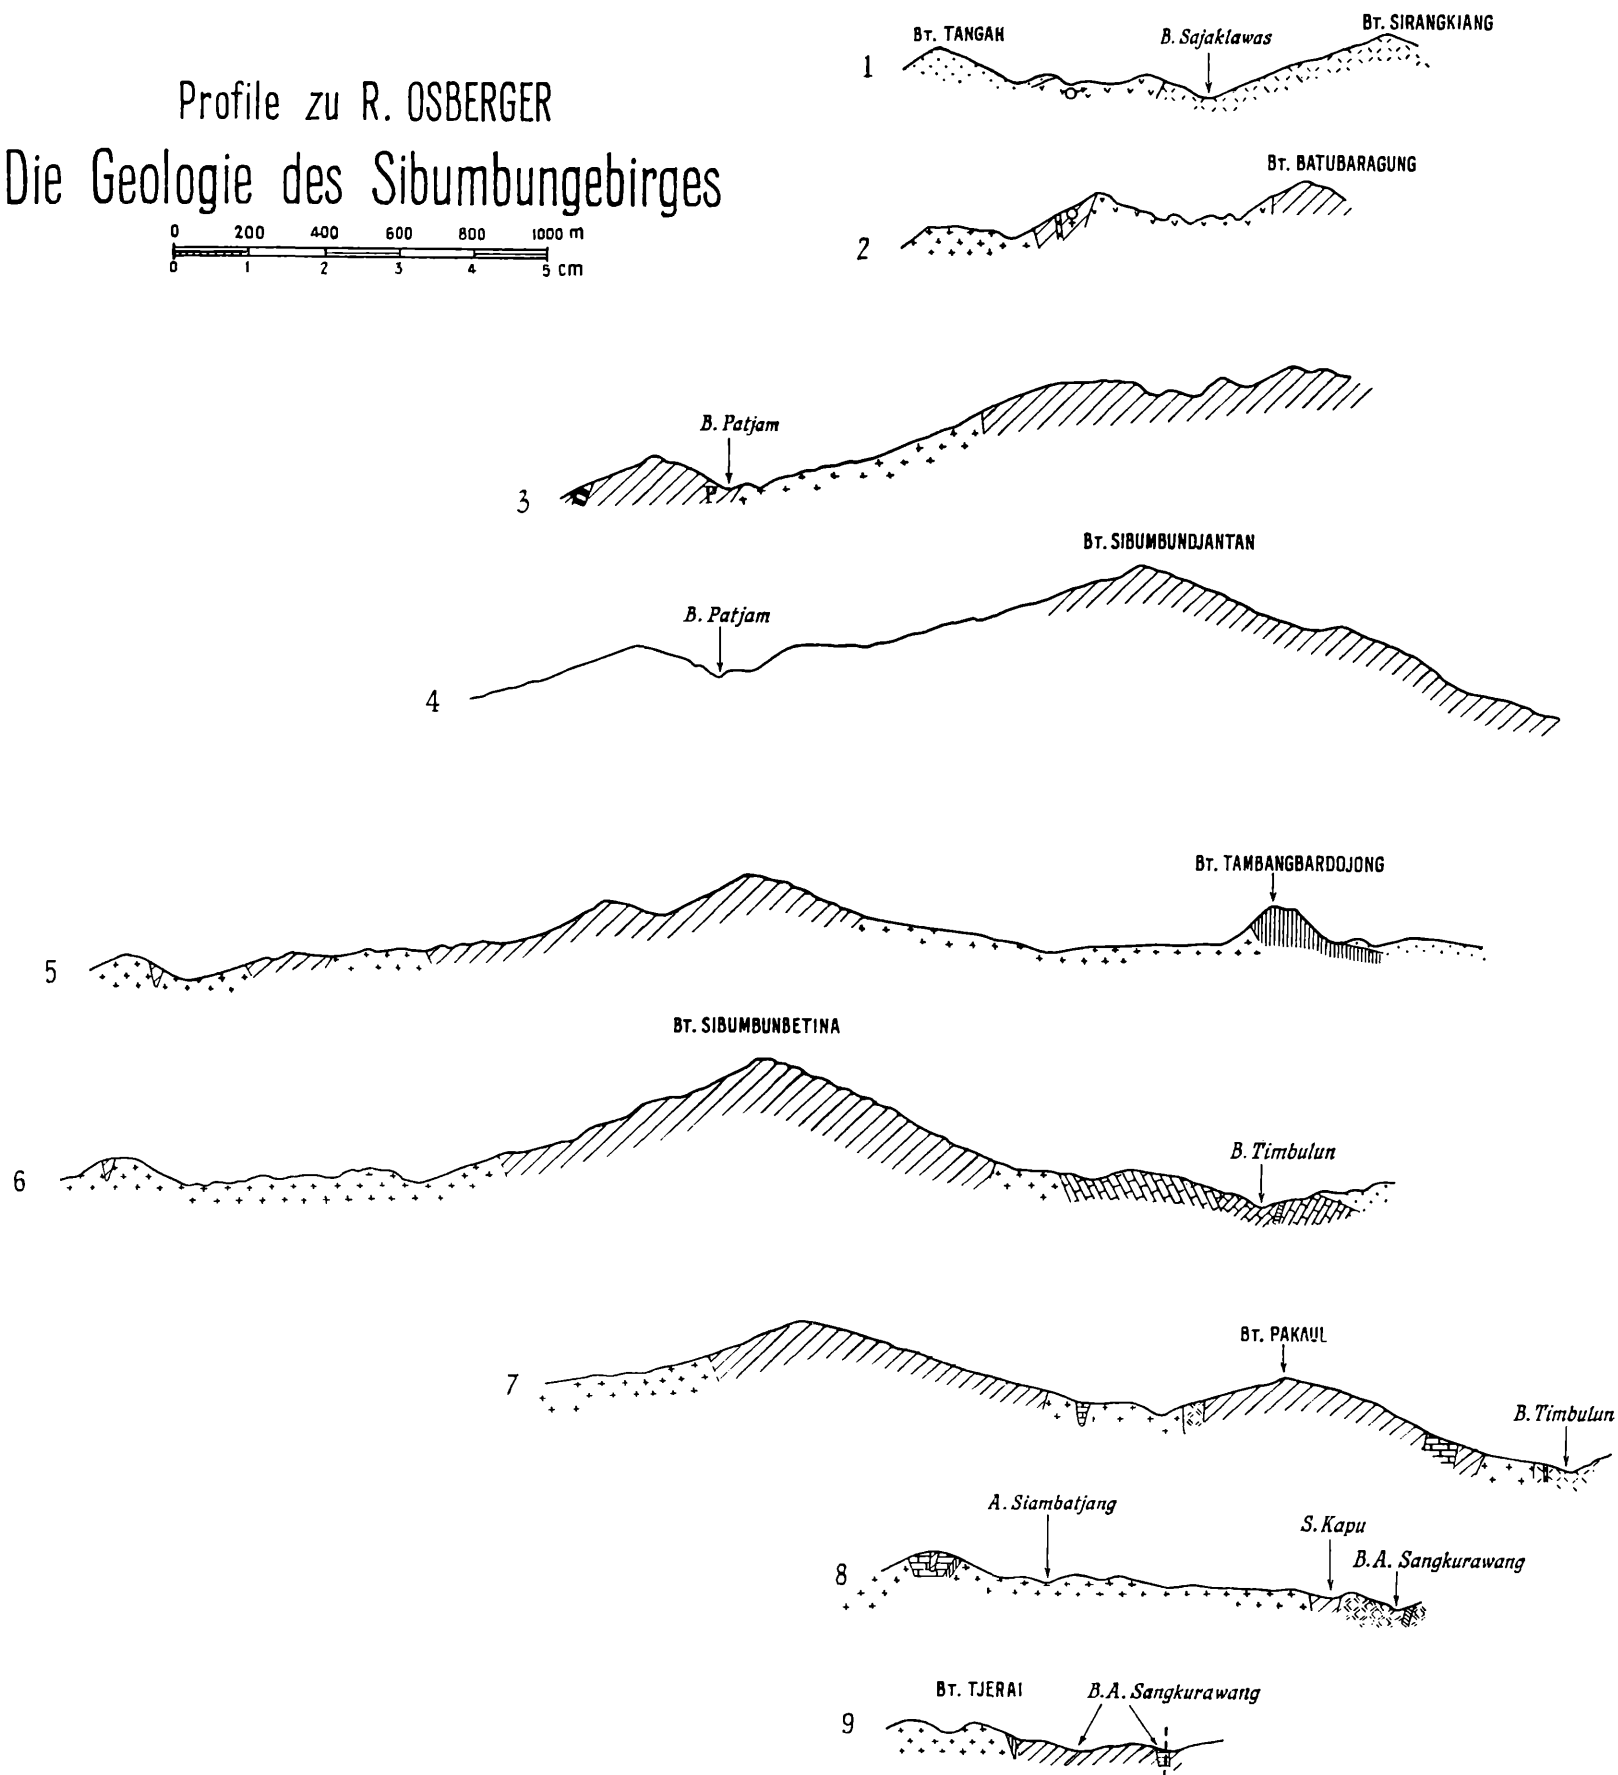 Profile zu R. OSBERGER
Die Geologie des Sibumbungebirges
0 200 400 600 800 1000 m
0 1 2 3 4 5 cm
1
BT. TANGAH
B. Sajaklawas
BT. SIRANGKIANG
2
BT. BATUBARAGUNG
3
B. Patjam
P
4
B. Patjam
BT. SIBUMBUNDJANTAN
5
BT. TAMBANGBARDOJONG
6
BT. SIBUMBUNBETINA
B. Timbulun
7
BT. PAKAUL
B. Timbulun
8
A. Siambatjang
S. Kapu
B.A. Sangkurawang
9
BT. TJERAI
B.A. Sangkurawang